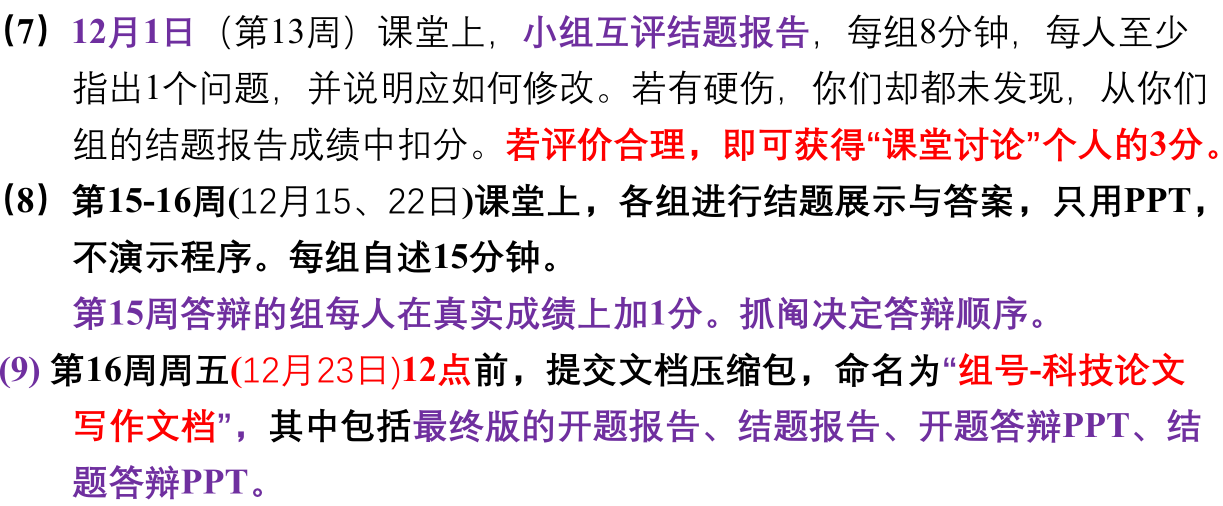 (7) 12月1日（第13周）课堂上，小组互评结题报告，每组8分钟，每人至少
指出1个问题，并说明应如何修改。若有硬伤，你们却都未发现，从你们
组的结题报告成绩中扣分。若评价合理，即可获得“课堂讨论”个人的3分。
(8) 第15-16周(12月15、22日)课堂上，各组进行结题展示与答案，只用PPT，
不演示程序。每组自述15分钟。
第15周答辩的组每人在真实成绩上加1分。抓阄决定答辩顺序。
(9) 第16周周五(12月23日)12点前，提交文档压缩包，命名为“组号-科技论文
写作文档”，其中包括最终版的开题报告、结题报告、开题答辩PPT、结
题答辩PPT。